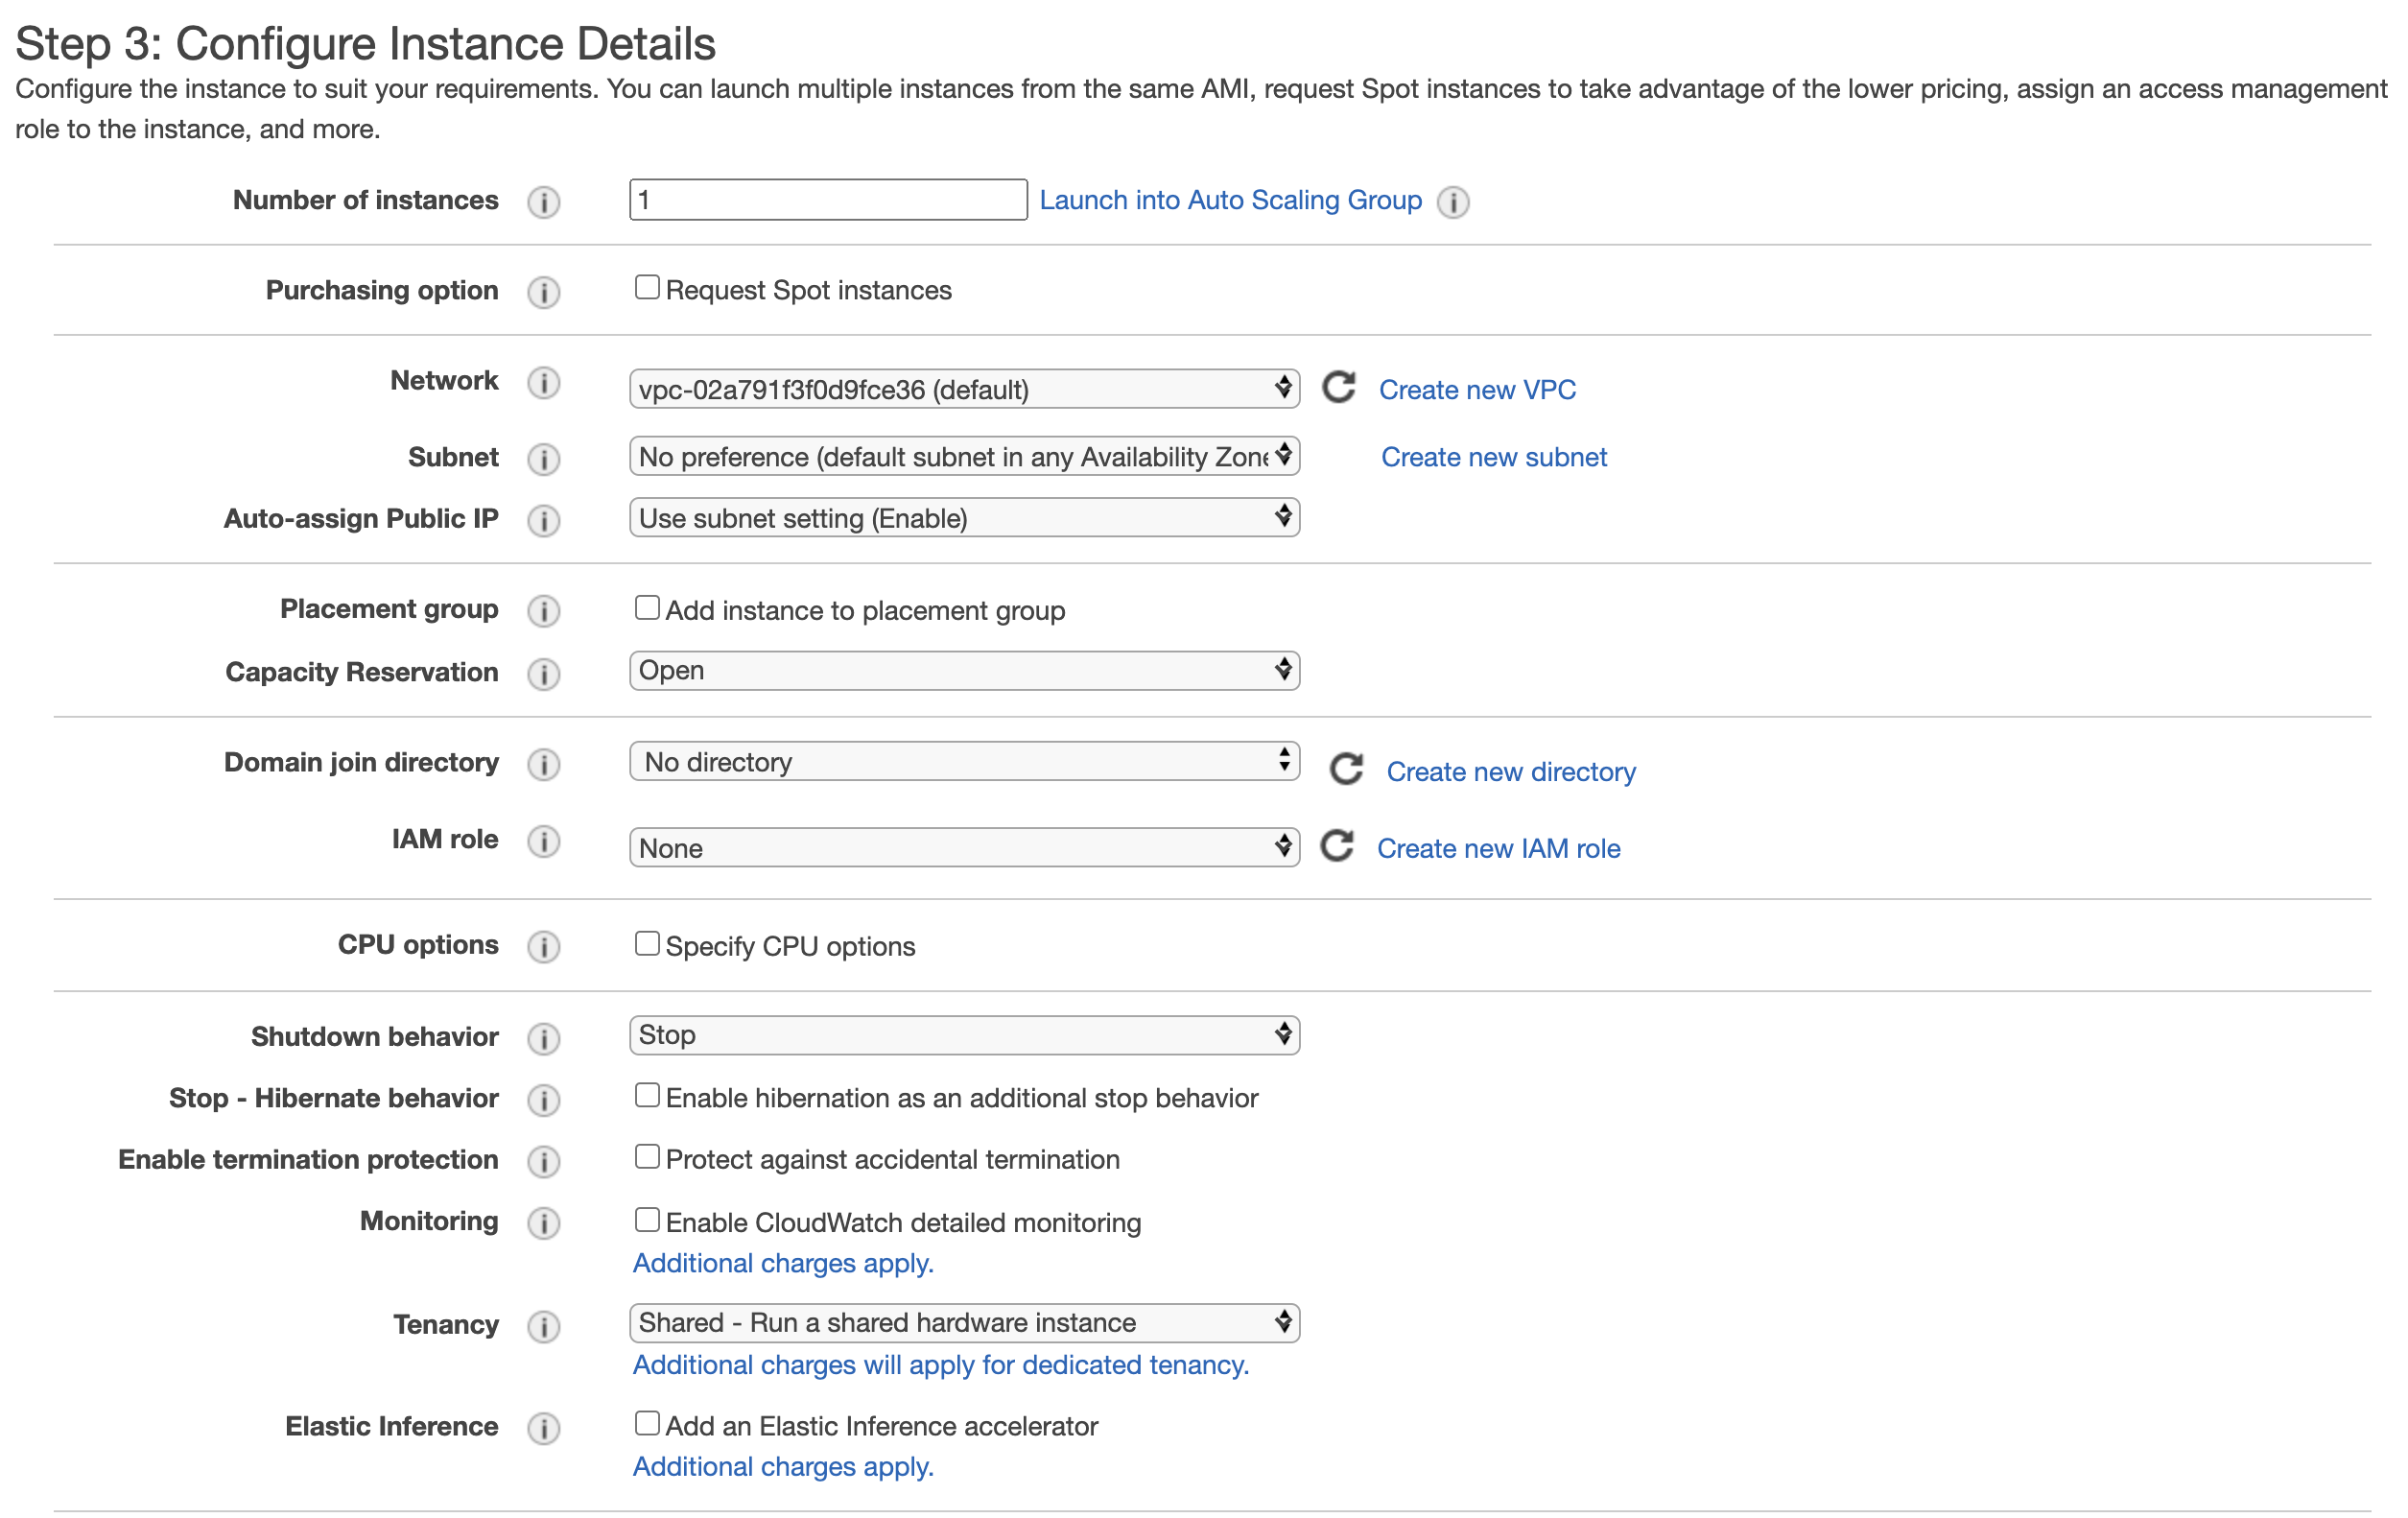 Step 3: Configure Instance Details
Configure the instance to suit your requirements. You can launch multiple instances from the same AMI, request Spot instances to take advantage of the lower pricing, assign an access management
role to the instance, and more.
Number of instances 1 Launch into Auto Scaling Group
Purchasing option Request Spot instances
Network vpc-02a791f3f0d9fce36 (default) Create new VPC
Subnet No preference (default subnet in any Availability Zone Create new subnet
Auto-assign Public IP Use subnet setting (Enable)
Placement group Add instance to placement group
Capacity Reservation Open
Domain join directory No directory Create new directory
IAM role None Create new IAM role
CPU options Specify CPU options
Shutdown behavior Stop
Stop - Hibernate behavior Enable hibernation as an additional stop behavior
Enable termination protection Protect against accidental termination
Monitoring Enable CloudWatch detailed monitoring
Additional charges apply.
Tenancy Shared - Run a shared hardware instance
Additional charges will apply for dedicated tenancy.
Elastic Inference Add an Elastic Inference accelerator
Additional charges apply.